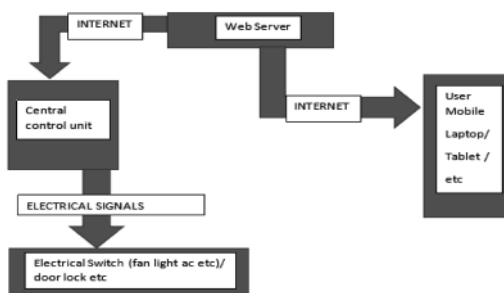 INTERNET
Web Server
Central
control unit
INTERNET
User
Mobile
Laptop/
Tablet /
etc
ELECTRICAL SIGNALS
Electrical Switch (fan light ac etc)/
door lock etc